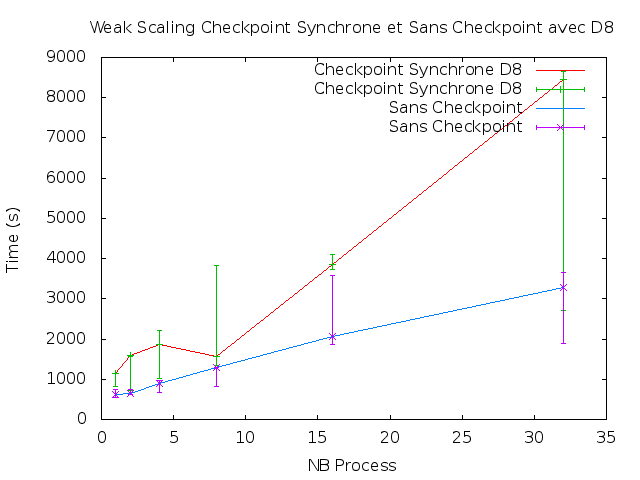 Weak Scaling Checkpoint Synchrone et Sans Checkpoint avec D8
9000
8000
7000
6000
5000
4000
3000
2000
1000
0
Time (s)
Checkpoint Synchrone D8
Checkpoint Synchrone D8
Sans Checkpoint
Sans Checkpoint
0 5 10 15 20 25 30 35
NB Process